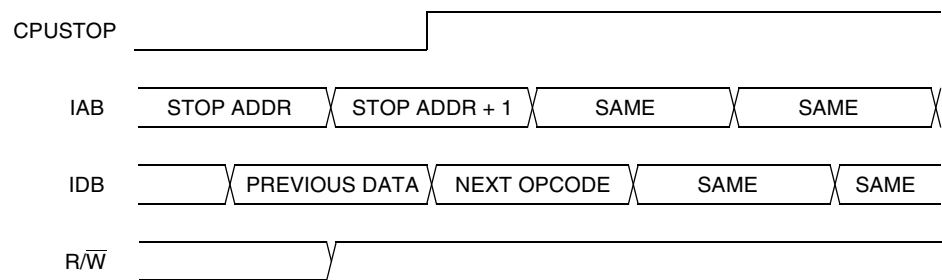 CPUSTOP
IAB STOP ADDR STOP ADDR + 1 SAME SAME
IDB PREVIOUS DATA NEXT OPCODE SAME SAME
R/W̅